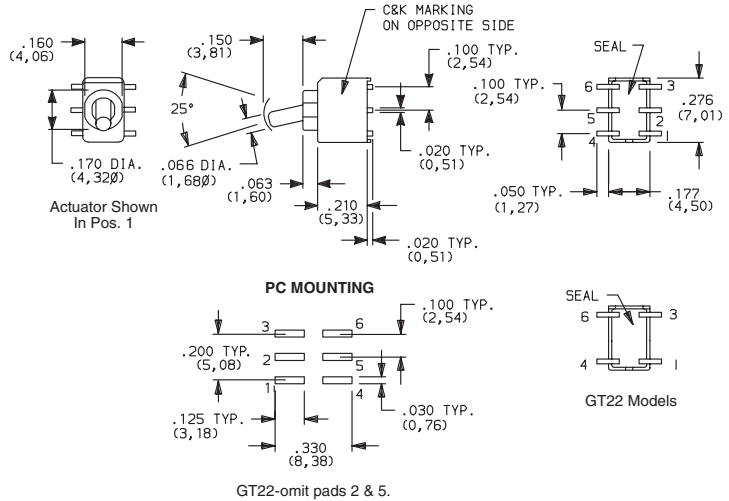 C&K MARKING
ON OPPOSITE SIDE
.160
(4,06)
.150
(3,81)
.100 TYP.
(2,54)
SEAL
.100 TYP.
(2,54)
6
3
5
2
4
1
.276
(7,01)
25°
.170 DIA.
(4,32Ø)
.066 DIA.
(1,68Ø)
.063
(1,60)
.020 TYP.
(0,51)
.210
(5,33)
.050 TYP.
(1,27)
.177
(4,50)
.020 TYP.
(0,51)
Actuator Shown
In Pos. 1
PC MOUNTING
3
6
2
5
1
4
.100 TYP.
(2,54)
.200 TYP.
(5,08)
.125 TYP.
(3,18)
.030 TYP.
(0,76)
.330
(8,38)
GT22-omit pads 2 & 5.
SEAL
6
3
4
1
GT22 Models